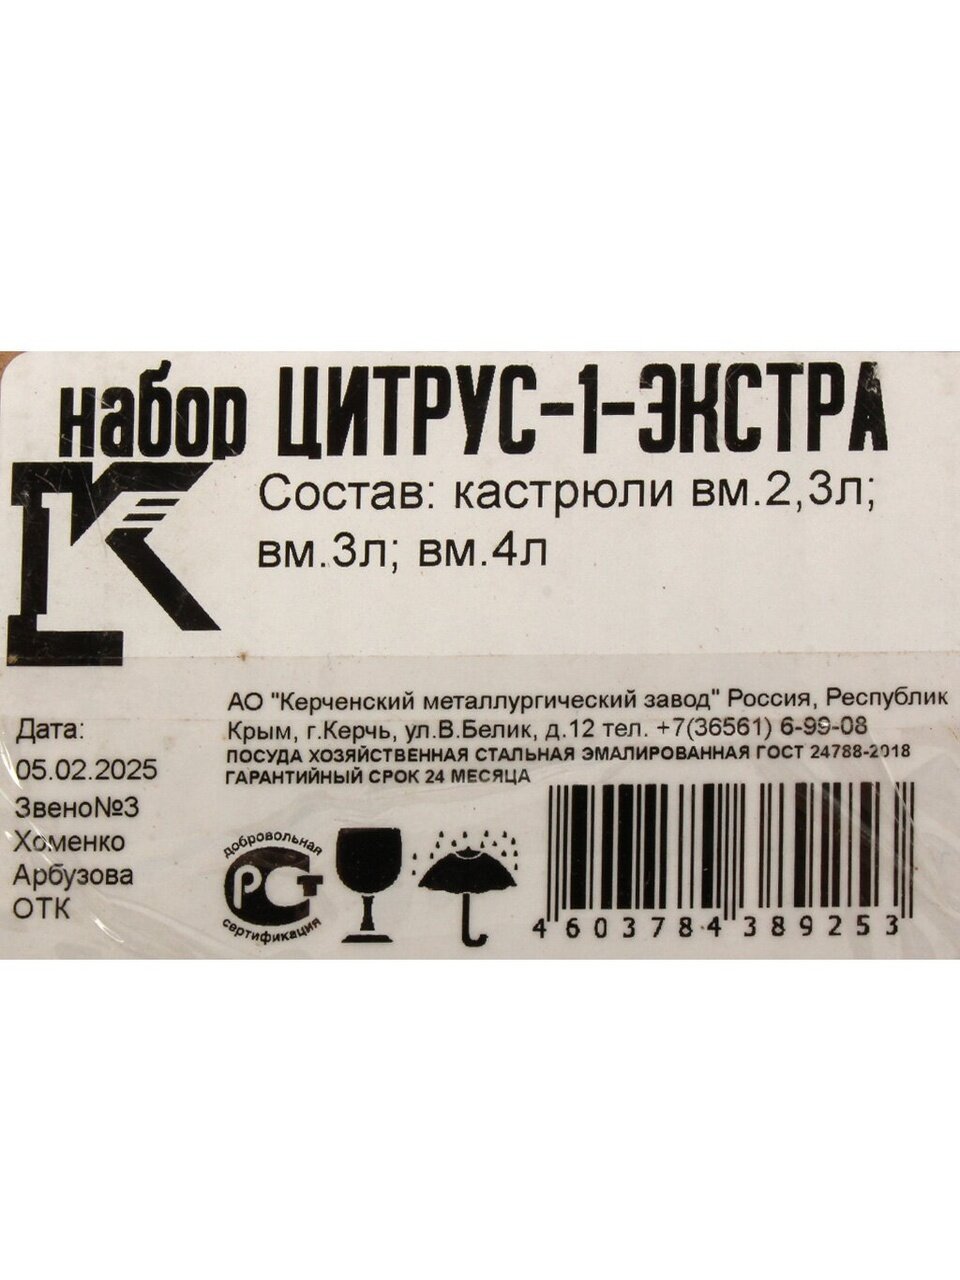 набор ЦИТРУС-1-ЭКСТРА
Состав: кастрюли вм.2,3л;
вм.3л; вм.4л
АО "Керченский металлургический завод" Россия, Республик
Крым, г.Керчь, ул.В.Белик, д.12 тел. +7(36561) 6-99-08
ПОСУДА ХОЗЯЙСТВЕННАЯ СТАЛЬНАЯ ЭМАЛИРОВАННАЯ ГОСТ 24788-2018
ГАРАНТИЙНЫЙ СРОК 24 МЕСЯЦА
Дата:
05.02.2025
Звено№3
Хоменко
Арбузова
ОТК
добровольная
РСТ
сертификация
4 603784 389253